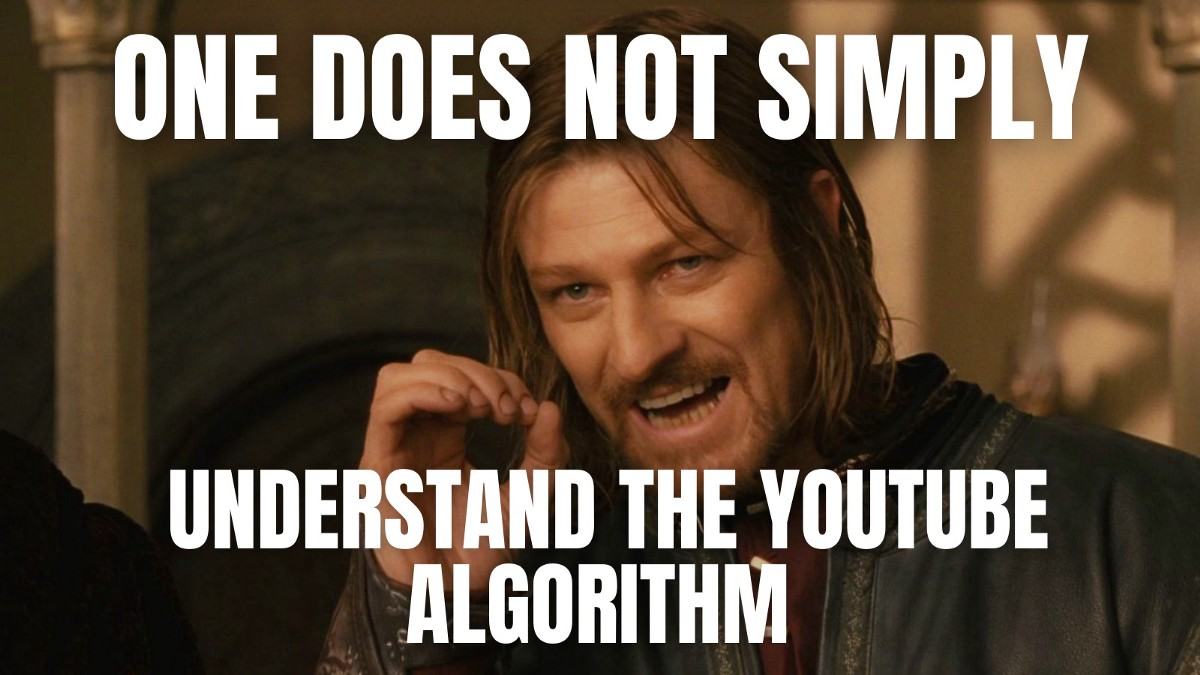 ONE DOES NOT SIMPLY
UNDERSTAND THE YOUTUBE
ALGORITHM